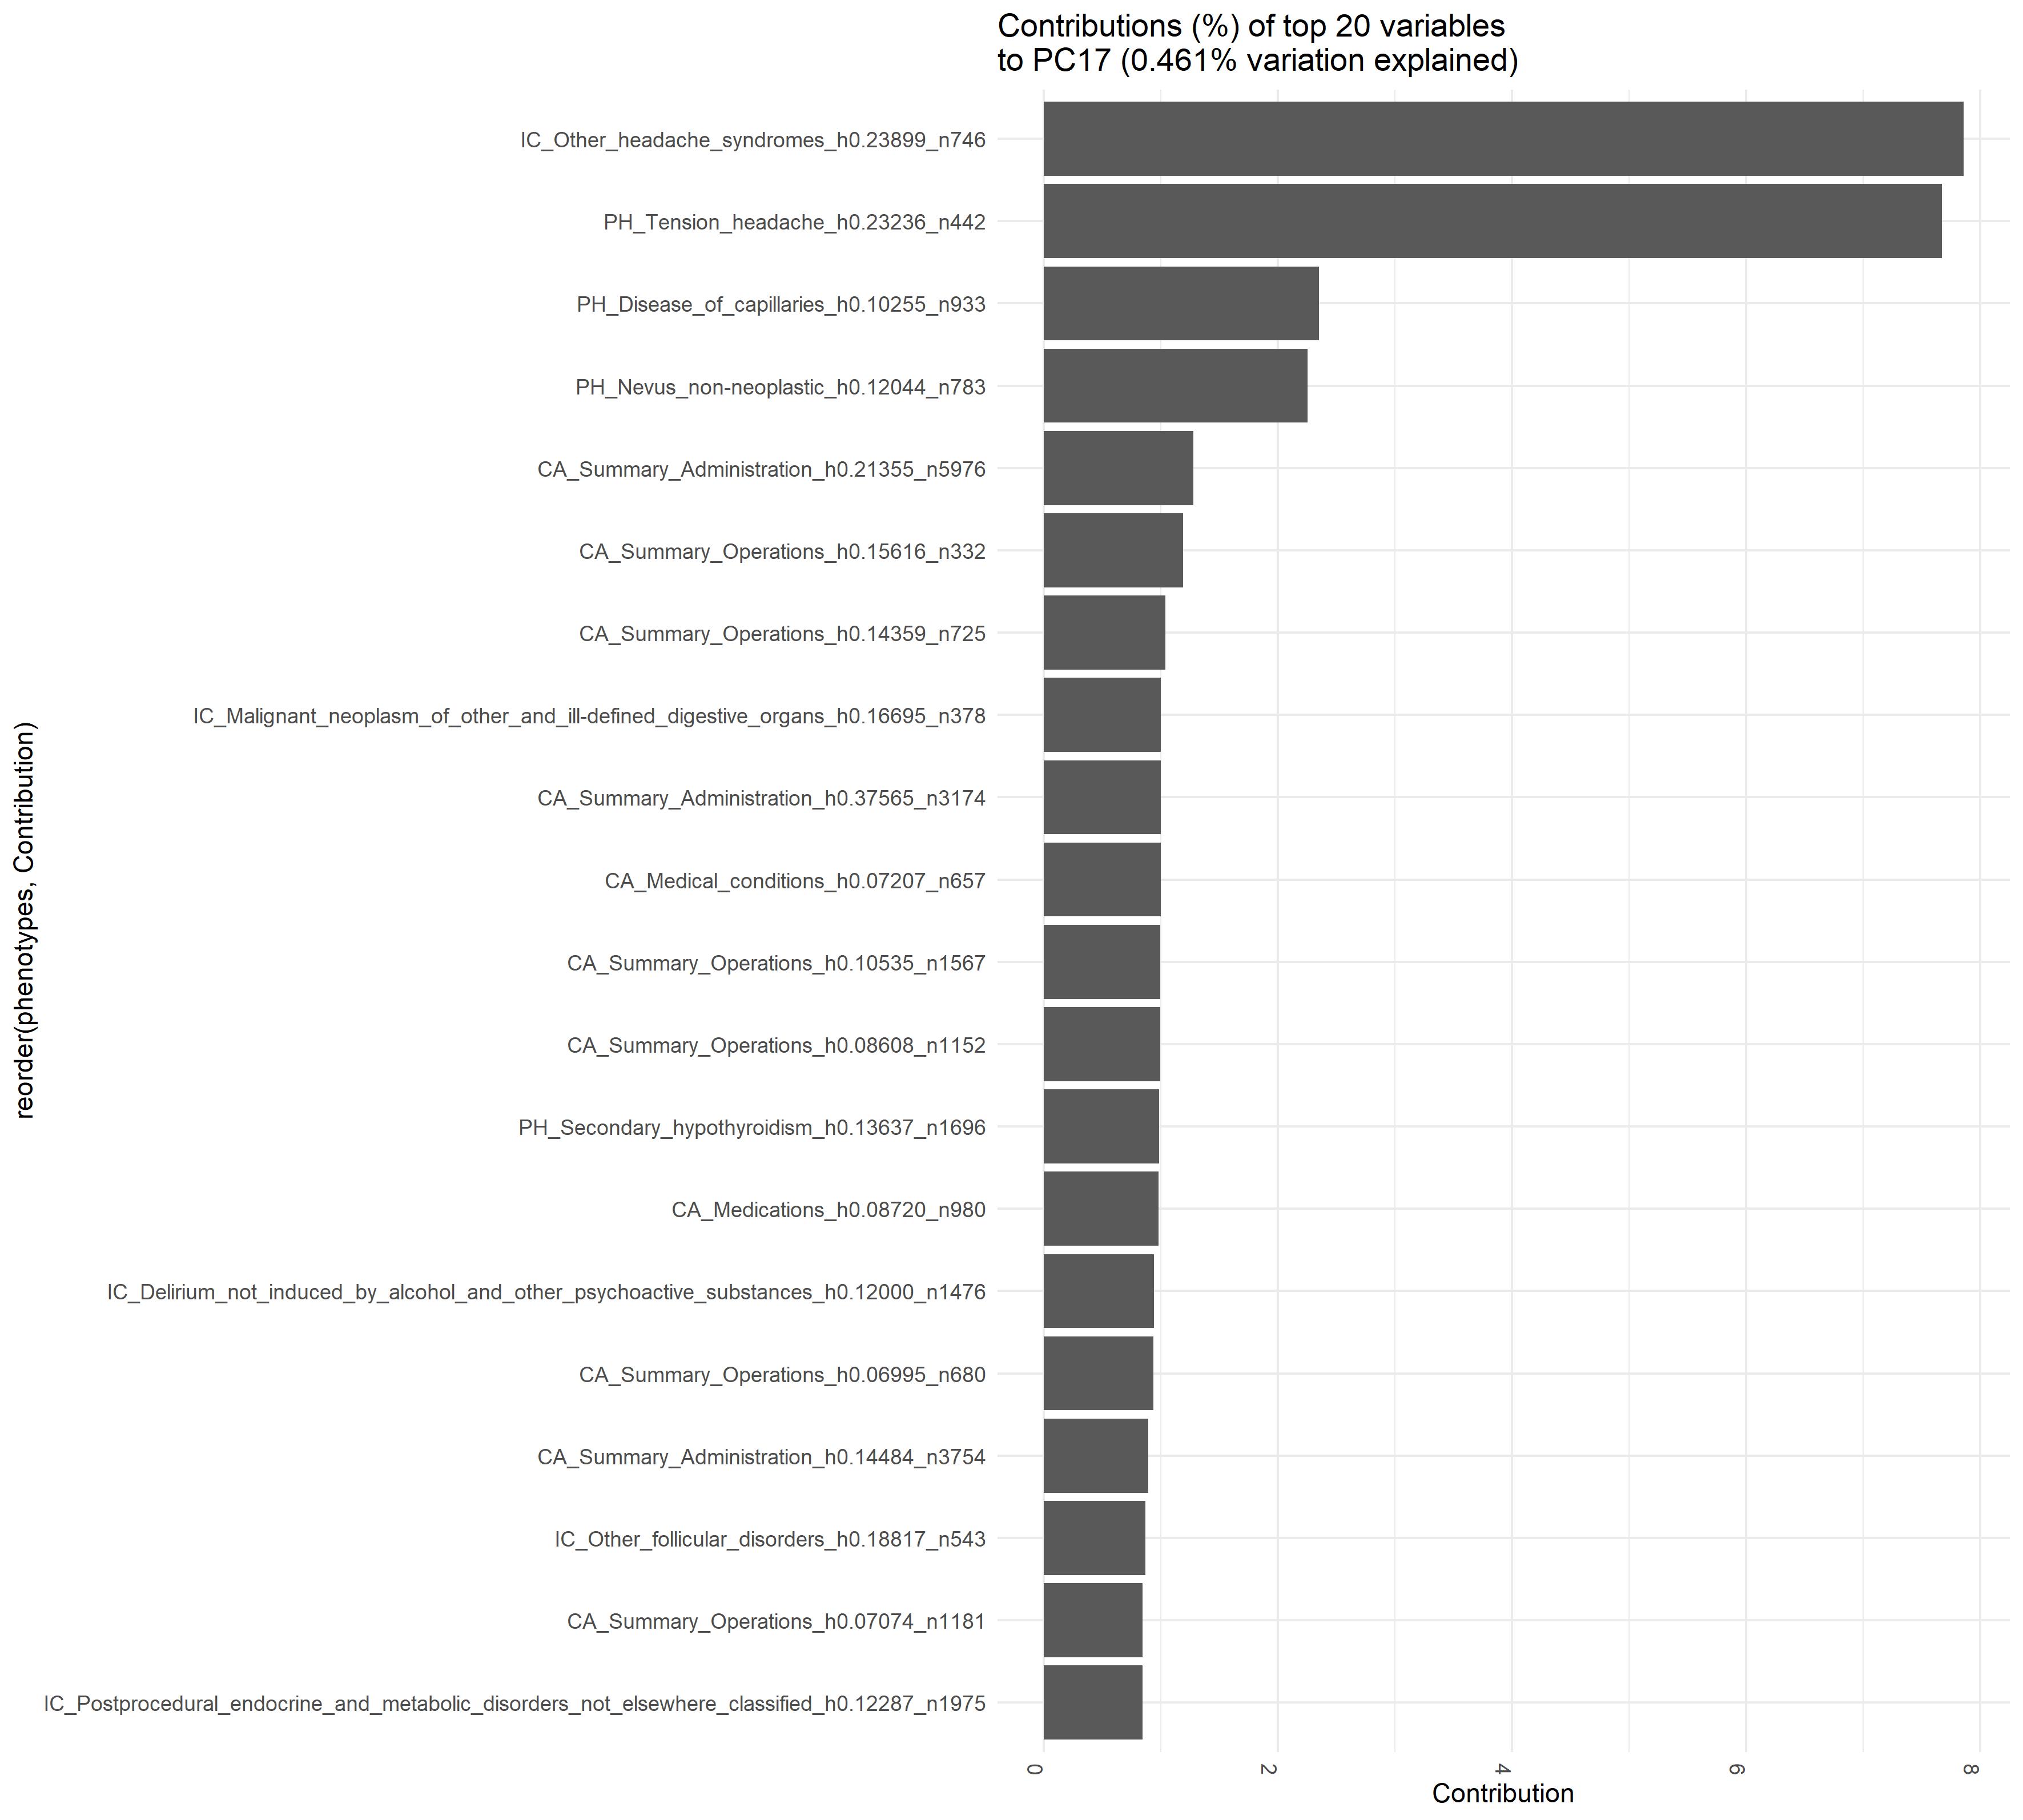 Contributions (%) of top 20 variables
to PC17 (0.461% variation explained)
IC_Other_headache_syndromes_h0.23899_n746
PH_Tension_headache_h0.23236_n442
PH_Disease_of_capillaries_h0.10255_n933
PH_Nevus_non-neoplastic_h0.12044_n783
CA_Summary_Administration_h0.21355_n5976
CA_Summary_Operations_h0.15616_n332
CA_Summary_Operations_h0.14359_n725
IC_Malignant_neoplasm_of_other_and_ill-defined_digestive_organs_h0.16695_n378
CA_Summary_Administration_h0.37565_n3174
CA_Medical_conditions_h0.07207_n657
CA_Summary_Operations_h0.10535_n1567
CA_Summary_Operations_h0.08608_n1152
PH_Secondary_hypothyroidism_h0.13637_n1696
CA_Medications_h0.08720_n980
IC_Delirium_not_induced_by_alcohol_and_other_psychoactive_substances_h0.12000_n1476
CA_Summary_Operations_h0.06995_n680
CA_Summary_Administration_h0.14484_n3754
IC_Other_follicular_disorders_h0.18817_n543
CA_Summary_Operations_h0.07074_n1181
IC_Postprocedural_endocrine_and_metabolic_disorders_not_elsewhere_classified_h0.12287_n1975
reorder(phenotypes, Contribution)
0 2 4 6 8
Contribution